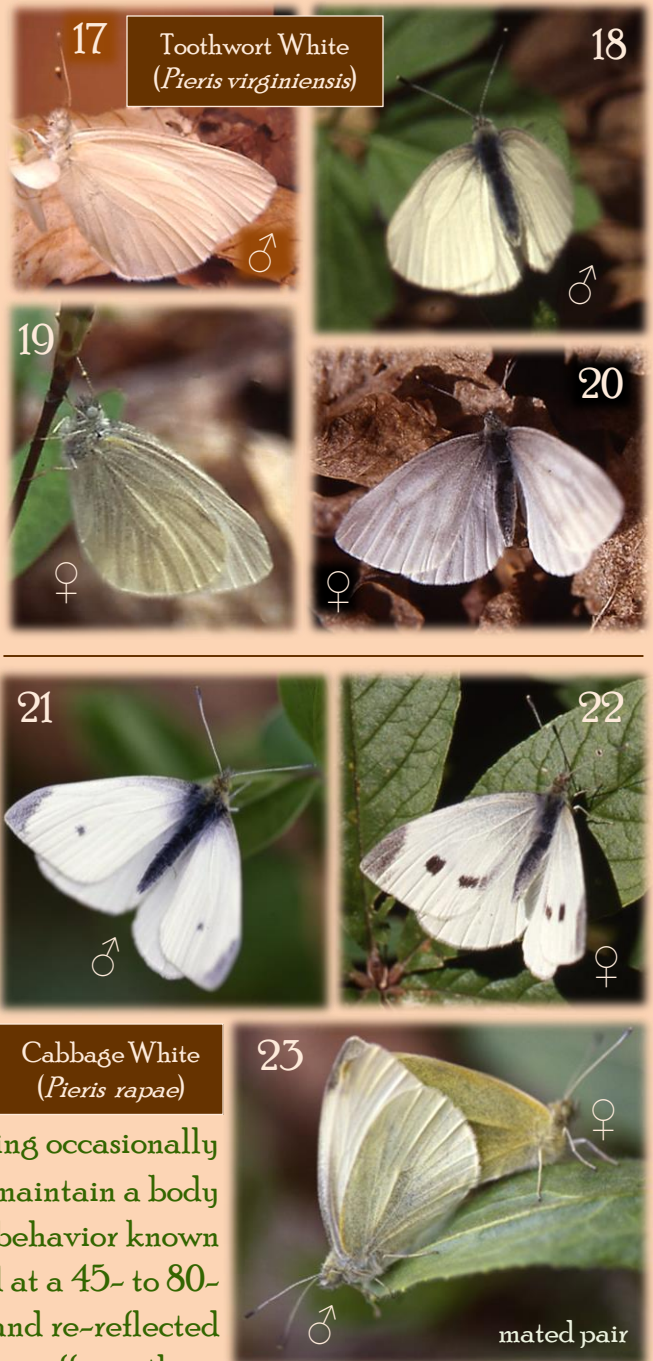 17
Toothwort White
(Pieris virginiensis)
18
♂
♂
19
20
♀
♀
21
22
♂
♀
Cabbage White
(Pieris rapae)
23
♀
ing occasionally
maintain a body
behavior known
l at a 45- to 80-
and re-reflected
♂
mated pair